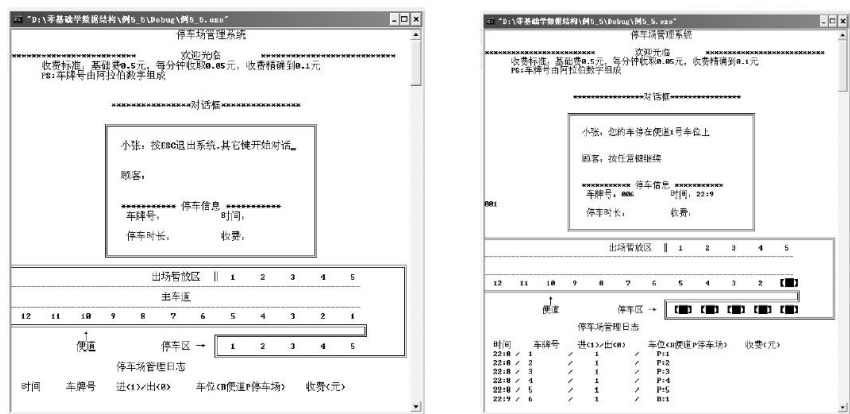 "D:\零基础学数据结构\例5_5\Debug\例5_5.exe"
停车场管理系统
************************* 欢迎光临 *************************
收费标准：基础费0.5元，每分钟收取0.05元，收费精确到0.1元
PS:车牌号由阿拉伯数字组成
****************对话框****************
小张：按ESC退出系统,其它键开始对话_
顾客：
*********** 停车信息 ***********
车牌号： 时间：
停车时长： 收费：
出场暂放区 ‖ 1 2 3 4 5
主车道
12 11 10 9 8 7 6 5 4 3 2 1
↑
便道 停车区 → 1 2 3 4 5
停车场管理日志
时间 车牌号 进(1)/出(0) 车位(B便道P停车场) 收费(元)
"D:\零基础学数据结构\例5_5\Debug\例5_5.exe"
停车场管理系统
************************* 欢迎光临 *************************
收费标准：基础费0.5元，每分钟收取0.05元，收费精确到0.1元
PS:车牌号由阿拉伯数字组成
****************对话框****************
小张：您的车停在便道1号车位上
顾客：按任意键继续
*********** 停车信息 ***********
车牌号：006 时间：22:9
001
停车时长： 收费：
出场暂放区 ‖ 1 2 3 4 5
12 11 10 9 8 7 6 5 4 3 2 【■】
↑
便道 停车区 → 【■】 【■】 【■】 【■】 【■】
停车场管理日志
时间 车牌号 进(1)/出(0) 车位(B便道P停车场) 收费(元)
22:8 / 1 / 1 / P:1
22:8 / 2 / 1 / P:2
22:8 / 3 / 1 / P:3
22:8 / 4 / 1 / P:4
22:8 / 5 / 1 / P:5
22:9 / 6 / 1 / B:1